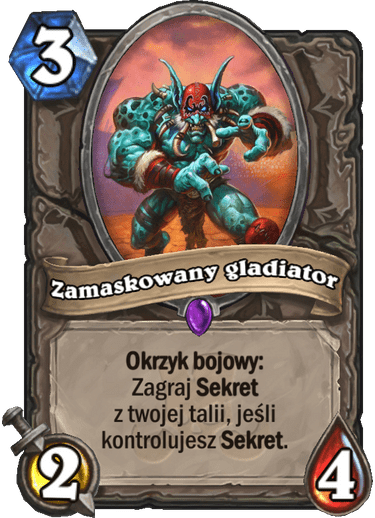 3
Zamaskowany gladiator
Okrzyk bojowy:
Zagraj Sekret
z twojej talii, jeśli
kontrolujesz Sekret.
2
4